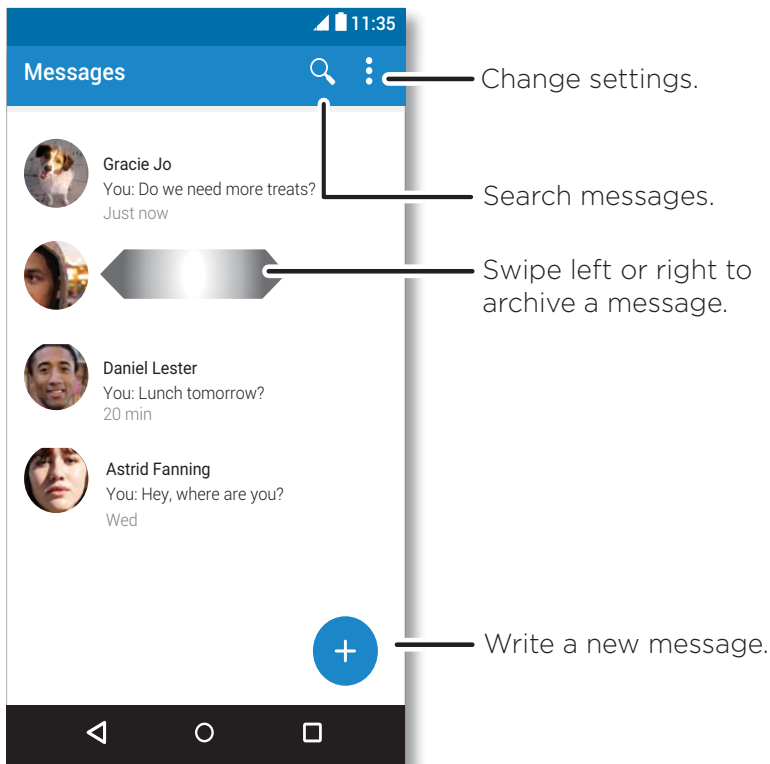 11:35
Messages
Change settings.
Gracie Jo
You: Do we need more treats?
Just now
Search messages.
Swipe left or right to
archive a message.
Daniel Lester
You: Lunch tomorrow?
20 min
Astrid Fanning
You: Hey, where are you?
Wed
Write a new message.